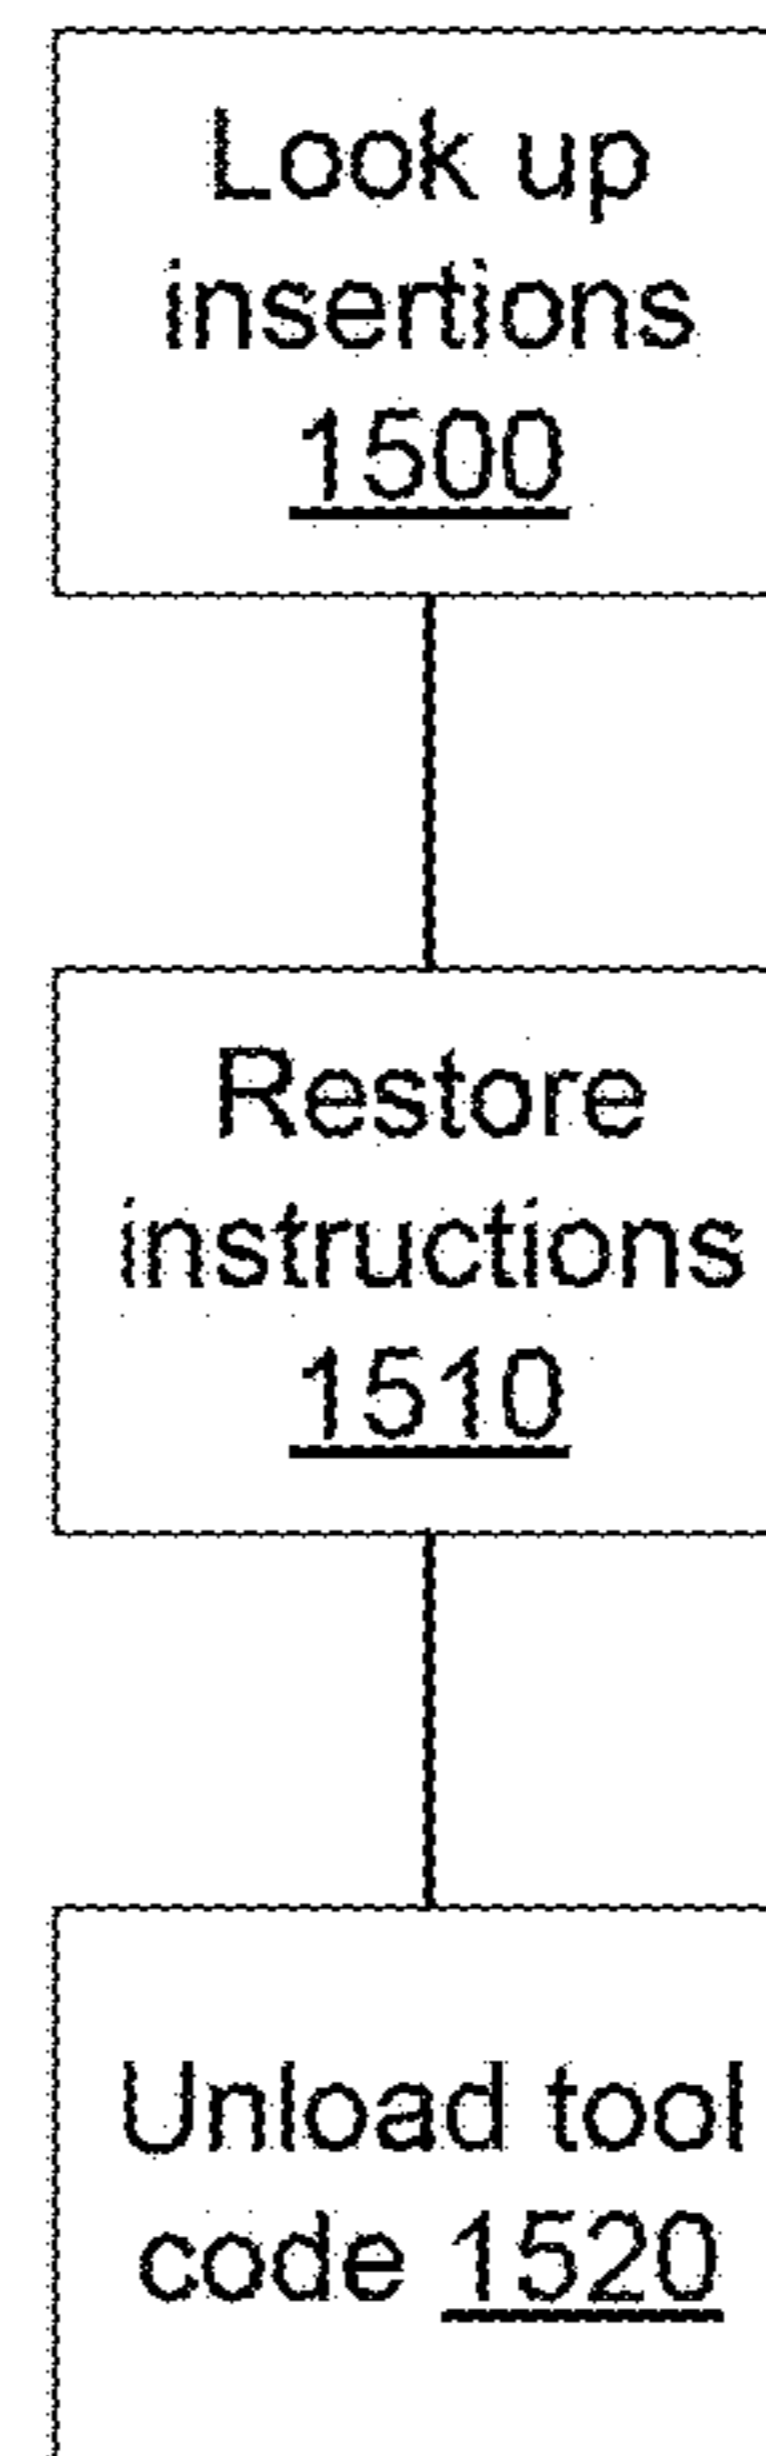 Look up
insertions
1500
Restore
instructions
1510
Unload tool
code 1520